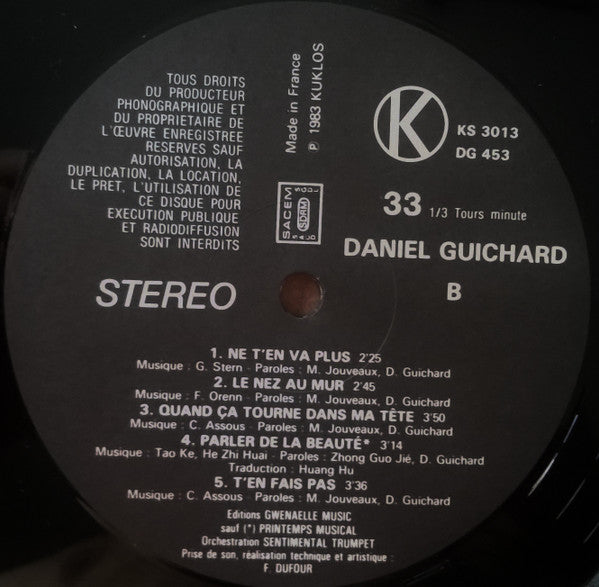 TOUS DROITS
DU PRODUCTEUR
PHONOGRAPHIQUE ET
DU PROPRIETAIRE DE
L'ŒUVRE ENREGISTREE
RESERVES SAUF
AUTORISATION, LA
DUPLICATION, LA LOCATION,
LE PRET, L'UTILISATION DE
CE DISQUE POUR
EXECUTION PUBLIQUE
ET RADIODIFFUSION
SONT INTERDITS
Made in France
℗ 1983 KUKLOS
SACEM
SDRM
K
KS 3013
DG 453
33 1/3 Tours minute
DANIEL GUICHARD
STEREO
B
1. NE T'EN VA PLUS 2'25
Musique : G. Stern - Paroles : M. Jouveaux, D. Guichard
2. LE NEZ AU MUR 2'45
Musique : F. Orenn - Paroles : M. Jouveaux, D. Guichard
3. QUAND ÇA TOURNE DANS MA TÊTE 3'50
Musique : C. Assous - Paroles : M. Jouveaux, D. Guichard
4. PARLER DE LA BEAUTÉ* 3'14
Musique : Tao Ke, He Zhi Huai - Paroles : Zhong Guo Jié, D. Guichard
Traduction : Huang Hu
5. T'EN FAIS PAS 3'36
Musique : C. Assous - Paroles : M. Jouveaux, D. Guichard
Editions GWENAELLE MUSIC
sauf (*) PRINTEMPS MUSICAL
Orchestration SENTIMENTAL TRUMPET
Prise de son, réalisation technique et artistique :
F. DUFOUR